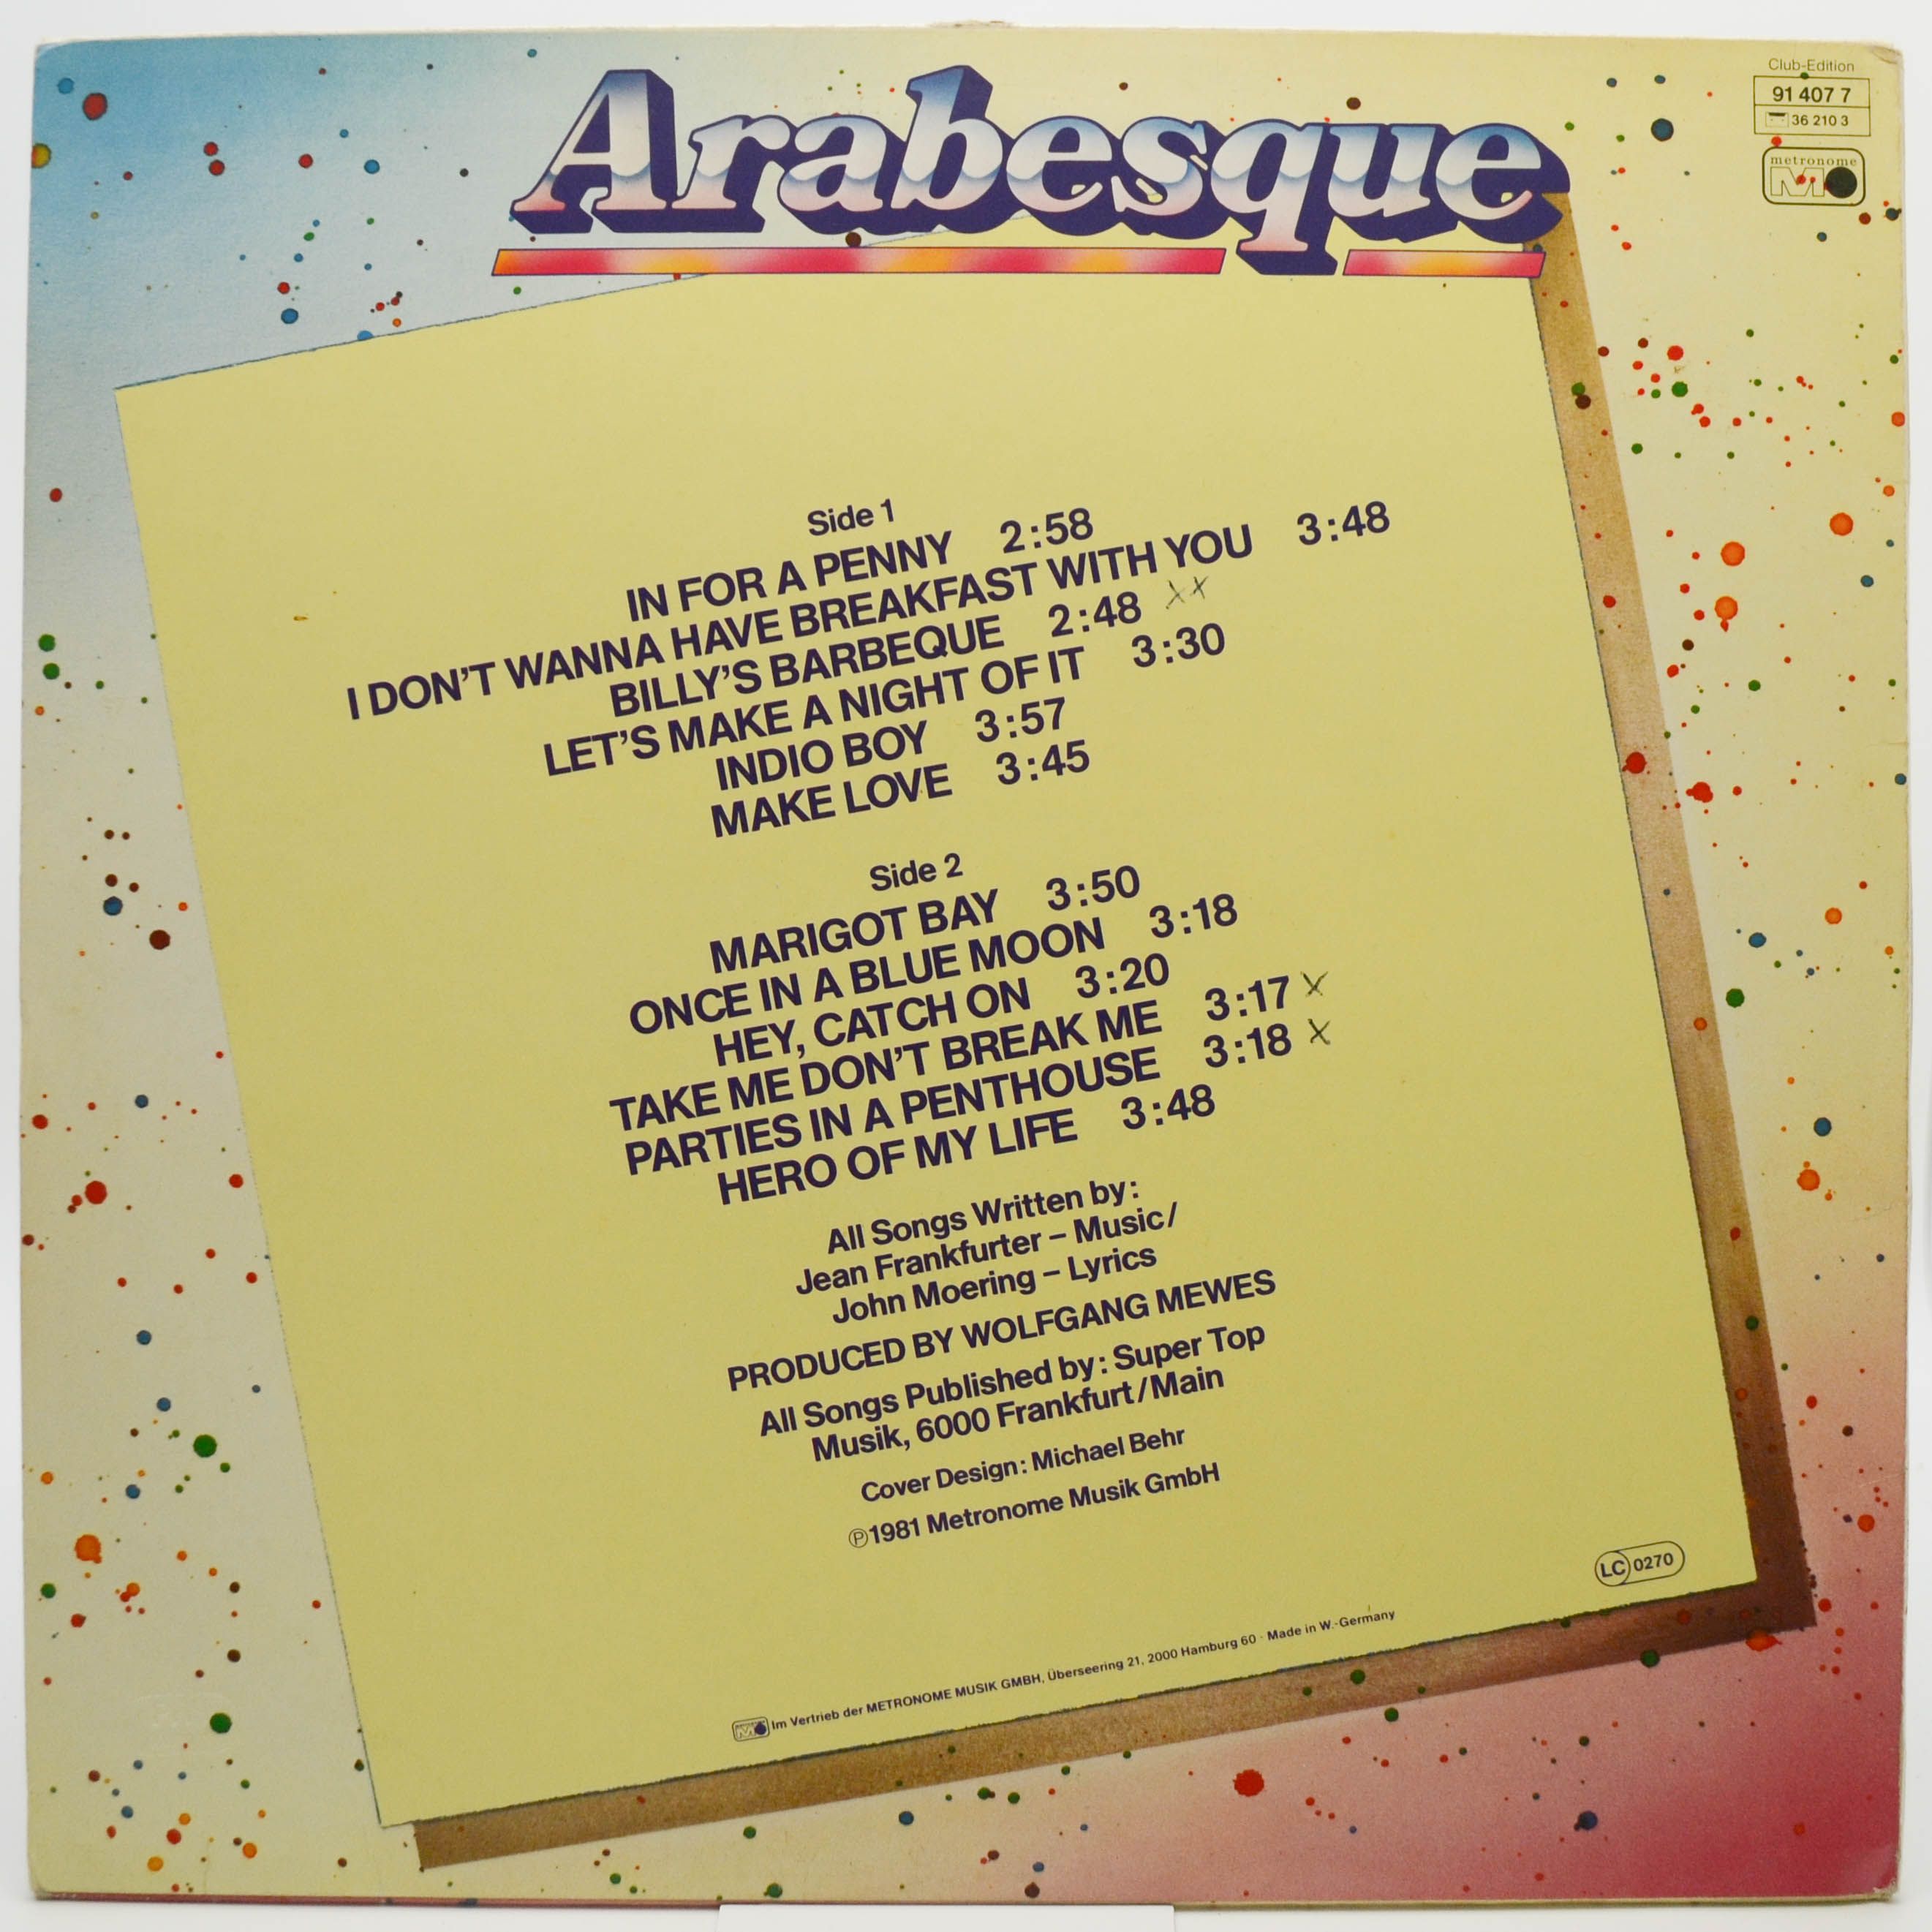 Club-Edition
91 407 7
36 210 3
metronome
Arabesque
Side 1
IN FOR A PENNY 2:58
I DON'T WANNA HAVE BREAKFAST WITH YOU 3:48
BILLY'S BARBEQUE 2:48 XX
LET'S MAKE A NIGHT OF IT 3:30
INDIO BOY 3:57
MAKE LOVE 3:45
Side 2
MARIGOT BAY 3:50
ONCE IN A BLUE MOON 3:18
HEY, CATCH ON 3:20
TAKE ME DON'T BREAK ME 3:17 X
PARTIES IN A PENTHOUSE 3:18 X
HERO OF MY LIFE 3:48
All Songs Written by:
Jean Frankfurter – Music/
John Moering – Lyrics
PRODUCED BY WOLFGANG MEWES
All Songs Published by: Super Top
Musik, 6000 Frankfurt/Main
Cover Design: Michael Behr
℗1981 Metronome Musik GmbH
LC 0270
Im Vertrieb der METRONOME MUSIK GMBH, Überseering 21, 2000 Hamburg 60 · Made in W.-Germany